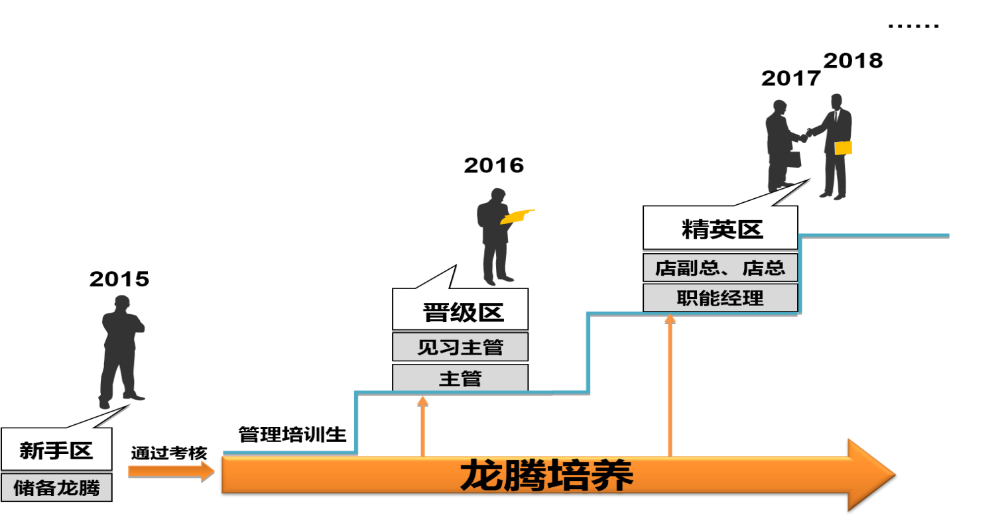 ......
2018
2017
2016
精英区
店副总、店总
2015
职能经理
晋级区
见习主管
主管
管理培训生
新手区
通过考核
龙腾培养
储备龙腾